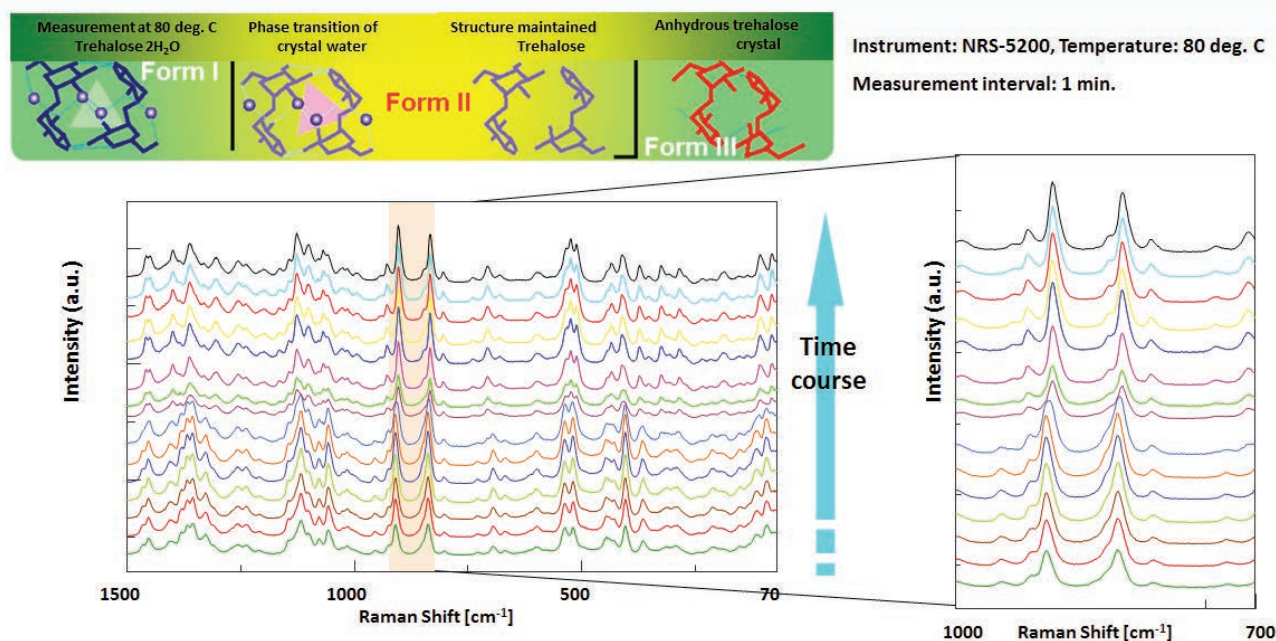 Measurement at 80 deg. C
Trehalose 2H₂O
Phase transition of
crystal water
Structure maintained
Trehalose
Anhydrous trehalose
crystal
Form I
Form II
Form III
Instrument: NRS-5200, Temperature: 80 deg. C
Measurement interval: 1 min.
Intensity (a.u.)
1500
1000
500
70
Raman Shift [cm⁻¹]
Time
course
Intensity (a.u.)
1000
Raman Shift [cm⁻¹]
700